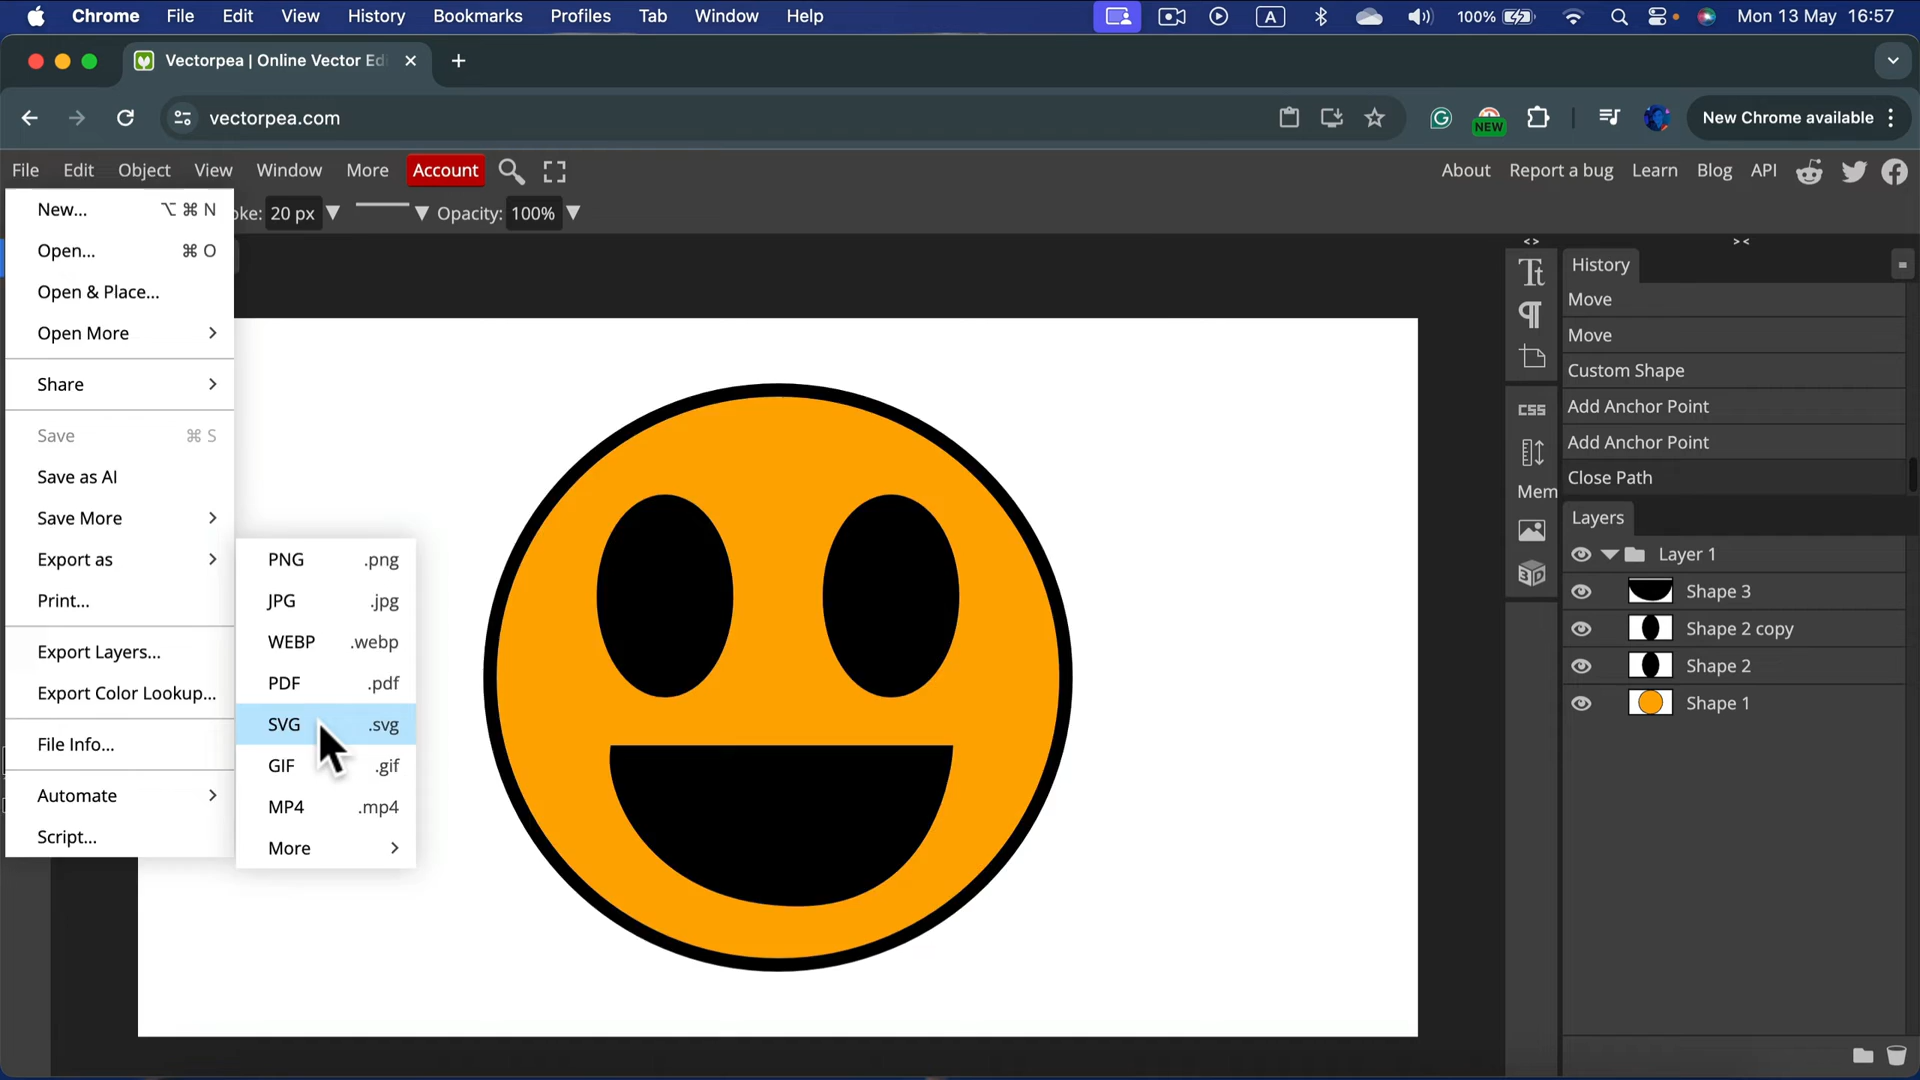 Chrome File Edit View History Bookmarks Profiles Tab Window Help A 100% Mon 13 May 16:57
Vectorpea | Online Vector Edi
vectorpea.com NEW New Chrome available
File Edit Object View Window More Account About Report a bug Learn Blog API
New... ⌥ ⌘ N
oke: 20 px Opacity: 100%
Open... ⌘ O
Open & Place...
Open More
Share
Save ⌘ S
Save as AI
Save More
Export as
Print...
Export Layers...
Export Color Lookup...
File Info...
Automate
Script...
PNG .png
JPG .jpg
WEBP .webp
PDF .pdf
SVG .svg
GIF .gif
MP4 .mp4
More
Tt
CSS
Mem
3D
History
Move
Move
Custom Shape
Add Anchor Point
Add Anchor Point
Close Path
Layers
Layer 1
Shape 3
Shape 2 copy
Shape 2
Shape 1